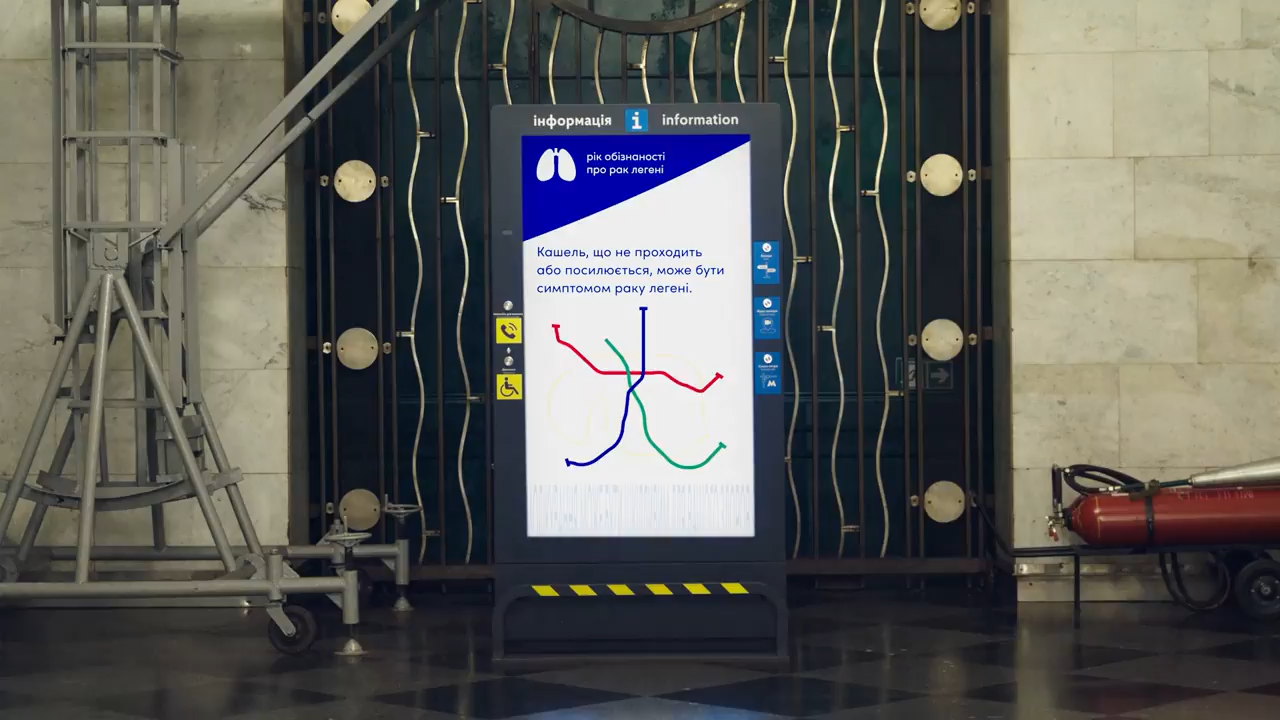 інформація i information
рік обізнаності
про рак легені
Кашель, що не проходить
або посилюється, може бути
симптомом раку легені.